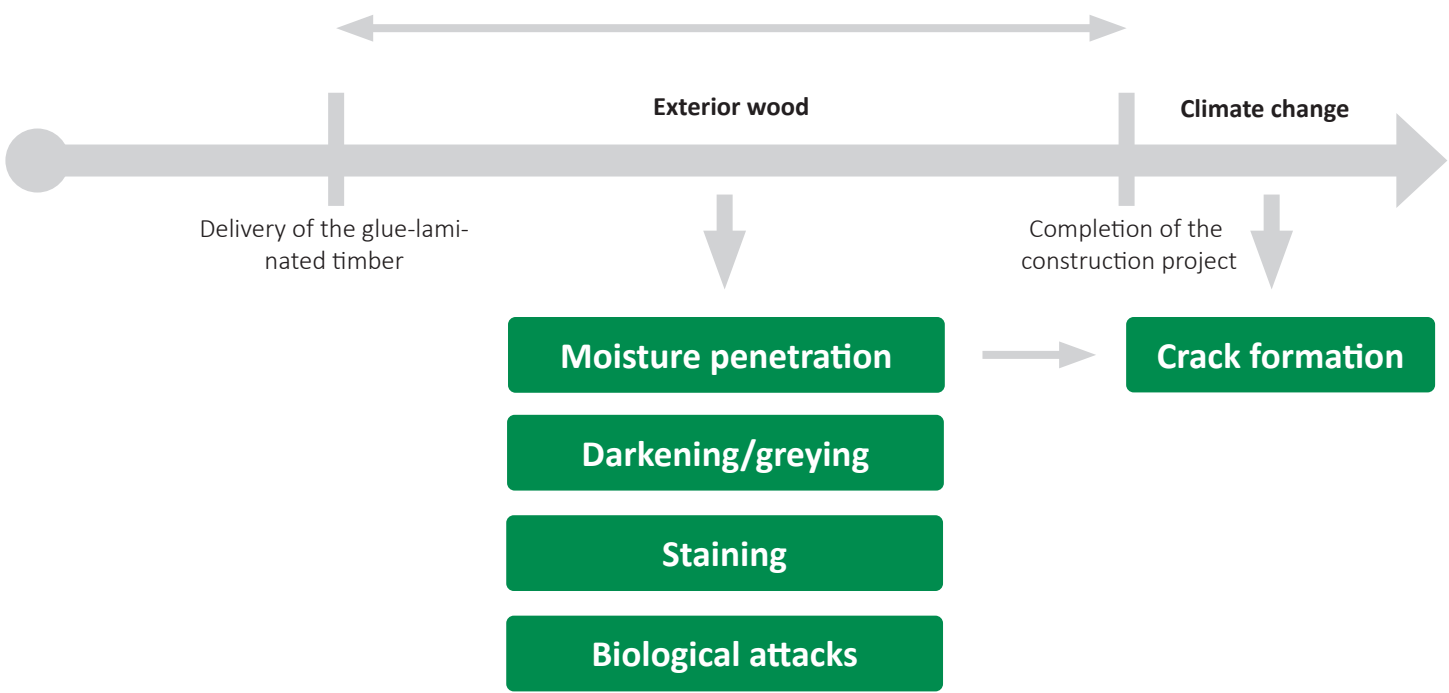 Exterior wood
Climate change
Delivery of the glue-lami-
nated timber
Completion of the
construction project
Moisture penetration
Crack formation
Darkening/greying
Staining
Biological attacks